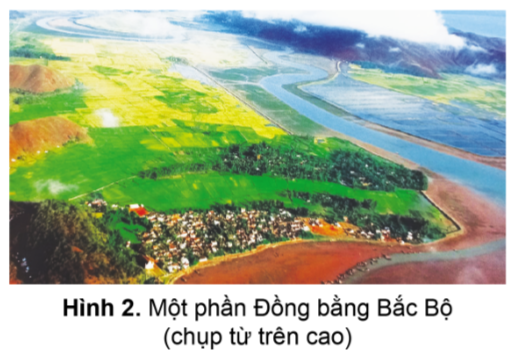 Hình 2. Một phần Đồng bằng Bắc Bộ
(chụp từ trên cao)